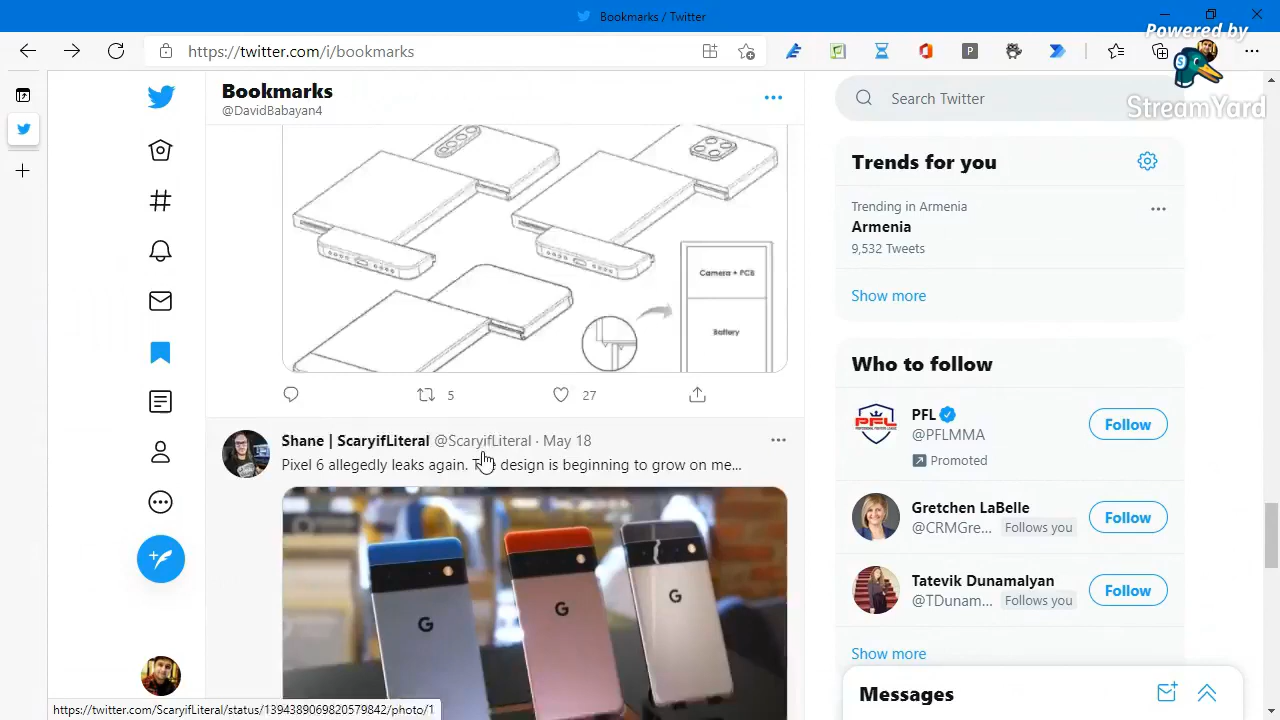 Bookmarks / Twitter
Powered by
https://twitter.com/i/bookmarks
StreamYard
Bookmarks
@DavidBabayan4
Search Twitter
Camera + PCB
Battery
5
27
Shane | ScaryifLiteral @ScaryifLiteral · May 18
Pixel 6 allegedly leaks again. design is beginning to grow on me...
G
G
G
Trends for you
Trending in Armenia
Armenia
9,532 Tweets
Show more
Who to follow
PFL
@PFLMMA
Promoted
Follow
Gretchen LaBelle
@CRMGre... Follows you
Follow
Tatevik Dunamalyan
@TDunam... Follows you
Follow
Show more
Messages
https://twitter.com/ScaryifLiteral/status/1394389069820579842/photo/1